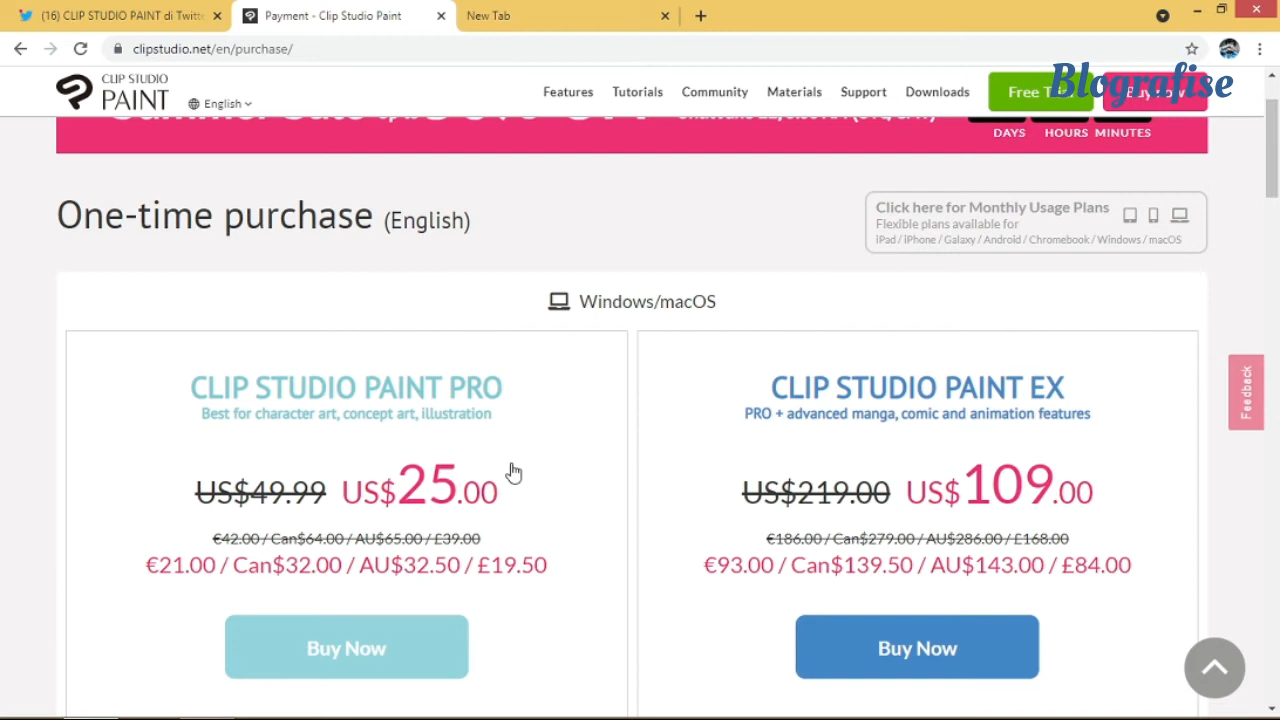 (16) CLIP STUDIO PAINT di Twitte
Payment - Clip Studio Paint
New Tab
clipstudio.net/en/purchase/
CLIP STUDIO
PAINT
English
Features
Tutorials
Community
Materials
Support
Downloads
Free
Buy Now
Blografise
DAYS
HOURS
MINUTES
One-time purchase (English)
Click here for Monthly Usage Plans
Flexible plans available for
iPad / iPhone / Galaxy / Android / Chromebook / Windows / macOS
Windows/macOS
CLIP STUDIO PAINT PRO
Best for character art, concept art, illustration
US$49.99 US$25.00
€42.00 / Can$64.00 / AU$65.00 / £39.00
€21.00 / Can$32.00 / AU$32.50 / £19.50
Buy Now
CLIP STUDIO PAINT EX
PRO + advanced manga, comic and animation features
US$219.00 US$109.00
€186.00 / Can$279.00 / AU$286.00 / £168.00
€93.00 / Can$139.50 / AU$143.00 / £84.00
Buy Now
Feedback